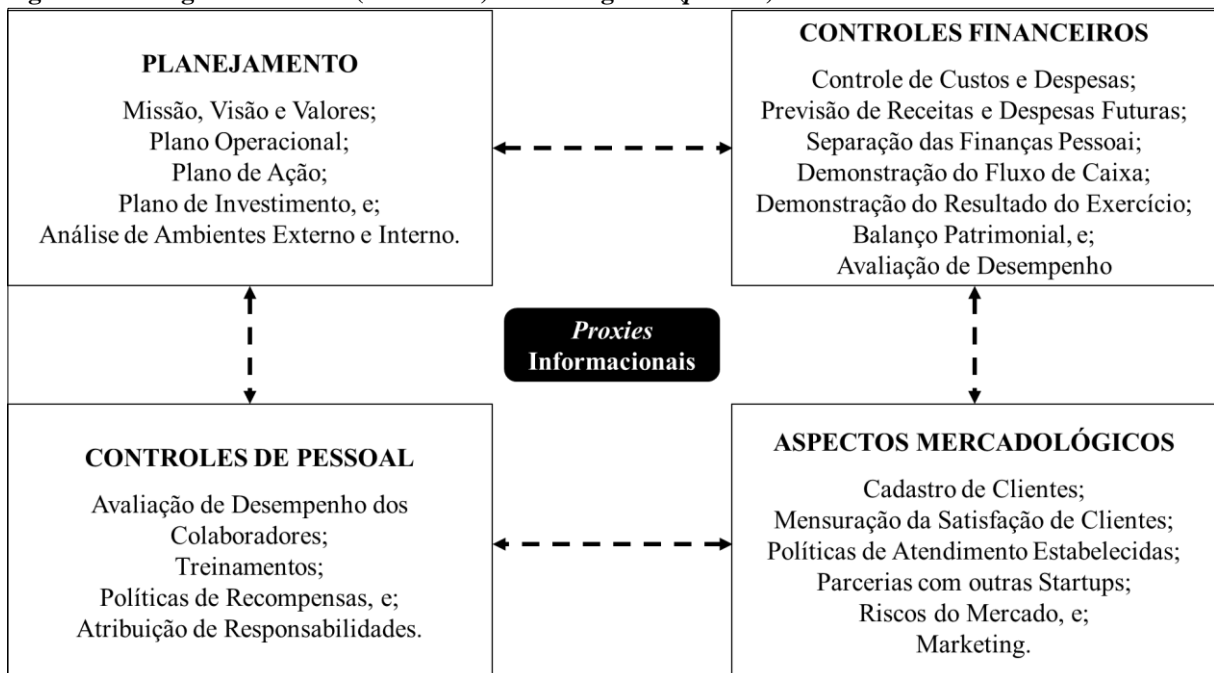 PLANEJAMENTO
Missão, Visão e Valores;
Plano Operacional;
Plano de Ação;
Plano de Investimento, e;
Análise de Ambientes Externo e Interno.
CONTROLES FINANCEIROS
Controle de Custos e Despesas;
Previsão de Receitas e Despesas Futuras;
Separação das Finanças Pessoai;
Demonstração do Fluxo de Caixa;
Demonstração do Resultado do Exercício;
Balanço Patrimonial, e;
Avaliação de Desempenho
Proxies
Informacionais
CONTROLES DE PESSOAL
Avaliação de Desempenho dos
Colaboradores;
Treinamentos;
Políticas de Recompensas, e;
Atribuição de Responsabilidades.
ASPECTOS MERCADOLÓGICOS
Cadastro de Clientes;
Mensuração da Satisfação de Clientes;
Políticas de Atendimento Estabelecidas;
Parcerias com outras Startups;
Riscos do Mercado, e;
Marketing.